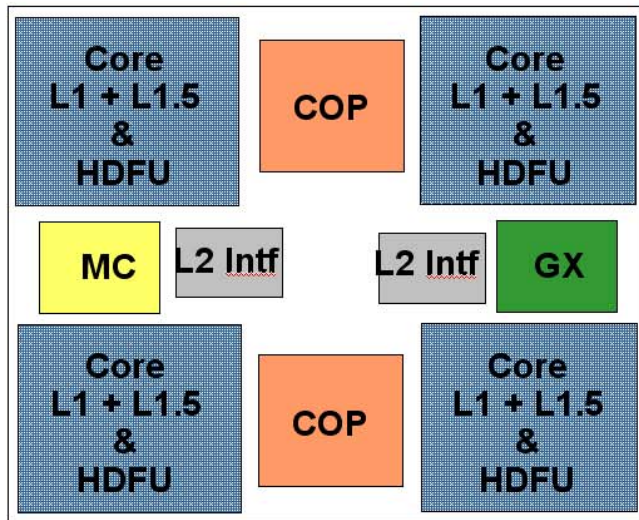 Core
L1 + L1.5
&
HDFU
COP
Core
L1 + L1.5
&
HDFU
MC
L2 Intf
L2 Intf
GX
Core
L1 + L1.5
&
HDFU
COP
Core
L1 + L1.5
&
HDFU